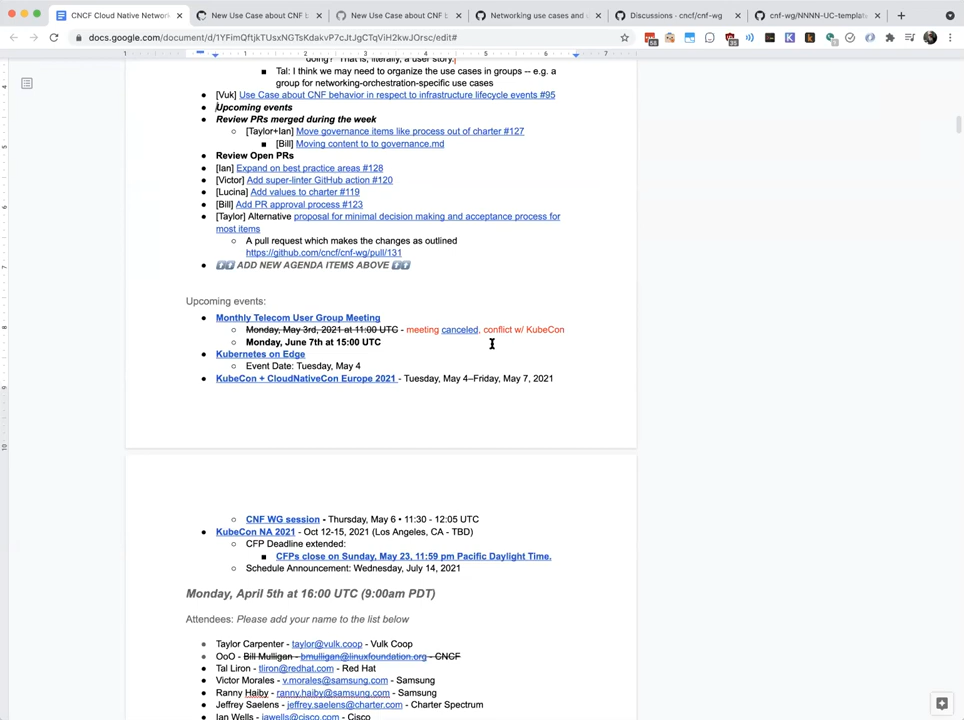 CNCF Cloud Native Network
New Use Case about CNF b
New Use Case about CNF b
Networking use cases and
Discussions · cncf/cnf-wg
cnf-wg/NNNN-UC-templat
docs.google.com/document/d/1YFimQftjkTUsxNGTsKdakvP7cJtJgCTqViH2kwJOrsc/edit#
1 1 2 3 4 5 6 7
doing? That is, literally, a user story.
Tal: I think we may need to organize the use cases in groups -- e.g. a
group for networking-orchestration-specific use cases
[Vuk] Use Case about CNF behavior in respect to infrastructure lifecycle events #95
Upcoming events
Review PRs merged during the week
[Taylor+Ian] Move governance items like process out of charter #127
[Bill] Moving content to to governance.md
Review Open PRs
[Ian] Expand on best practice areas #128
[Victor] Add super-linter GitHub action #120
[Lucina] Add values to charter #119
[Bill] Add PR approval process #123
[Taylor] Alternative proposal for minimal decision making and acceptance process for
most items
A pull request which makes the changes as outlined
https://github.com/cncf/cnf-wg/pull/131
⬆️⬆️ ADD NEW AGENDA ITEMS ABOVE ⬆️⬆️
Upcoming events:
Monthly Telecom User Group Meeting
Monday, May 3rd, 2021 at 11:00 UTC - meeting canceled, conflict w/ KubeCon
Monday, June 7th at 15:00 UTC
Kubernetes on Edge
Event Date: Tuesday, May 4
KubeCon + CloudNativeCon Europe 2021 - Tuesday, May 4–Friday, May 7, 2021
CNF WG session - Thursday, May 6 • 11:30 - 12:05 UTC
KubeCon NA 2021 - Oct 12-15, 2021 (Los Angeles, CA - TBD)
CFP Deadline extended:
CFPs close on Sunday, May 23, 11:59 pm Pacific Daylight Time.
Schedule Announcement: Wednesday, July 14, 2021
Monday, April 5th at 16:00 UTC (9:00am PDT)
Attendees: Please add your name to the list below
Taylor Carpenter - taylor@vulk.coop - Vulk Coop
OoO - Bill Mulligan - bmulligan@linuxfoundation.org - CNCF
Tal Liron - tliron@redhat.com - Red Hat
Victor Morales - v.morales@samsung.com - Samsung
Ranny Haiby - ranny.haiby@samsung.com - Samsung
Jeffrey Saelens - jeffrey.saelens@charter.com - Charter Spectrum
Ian Wells - iawells@cisco.com - Cisco